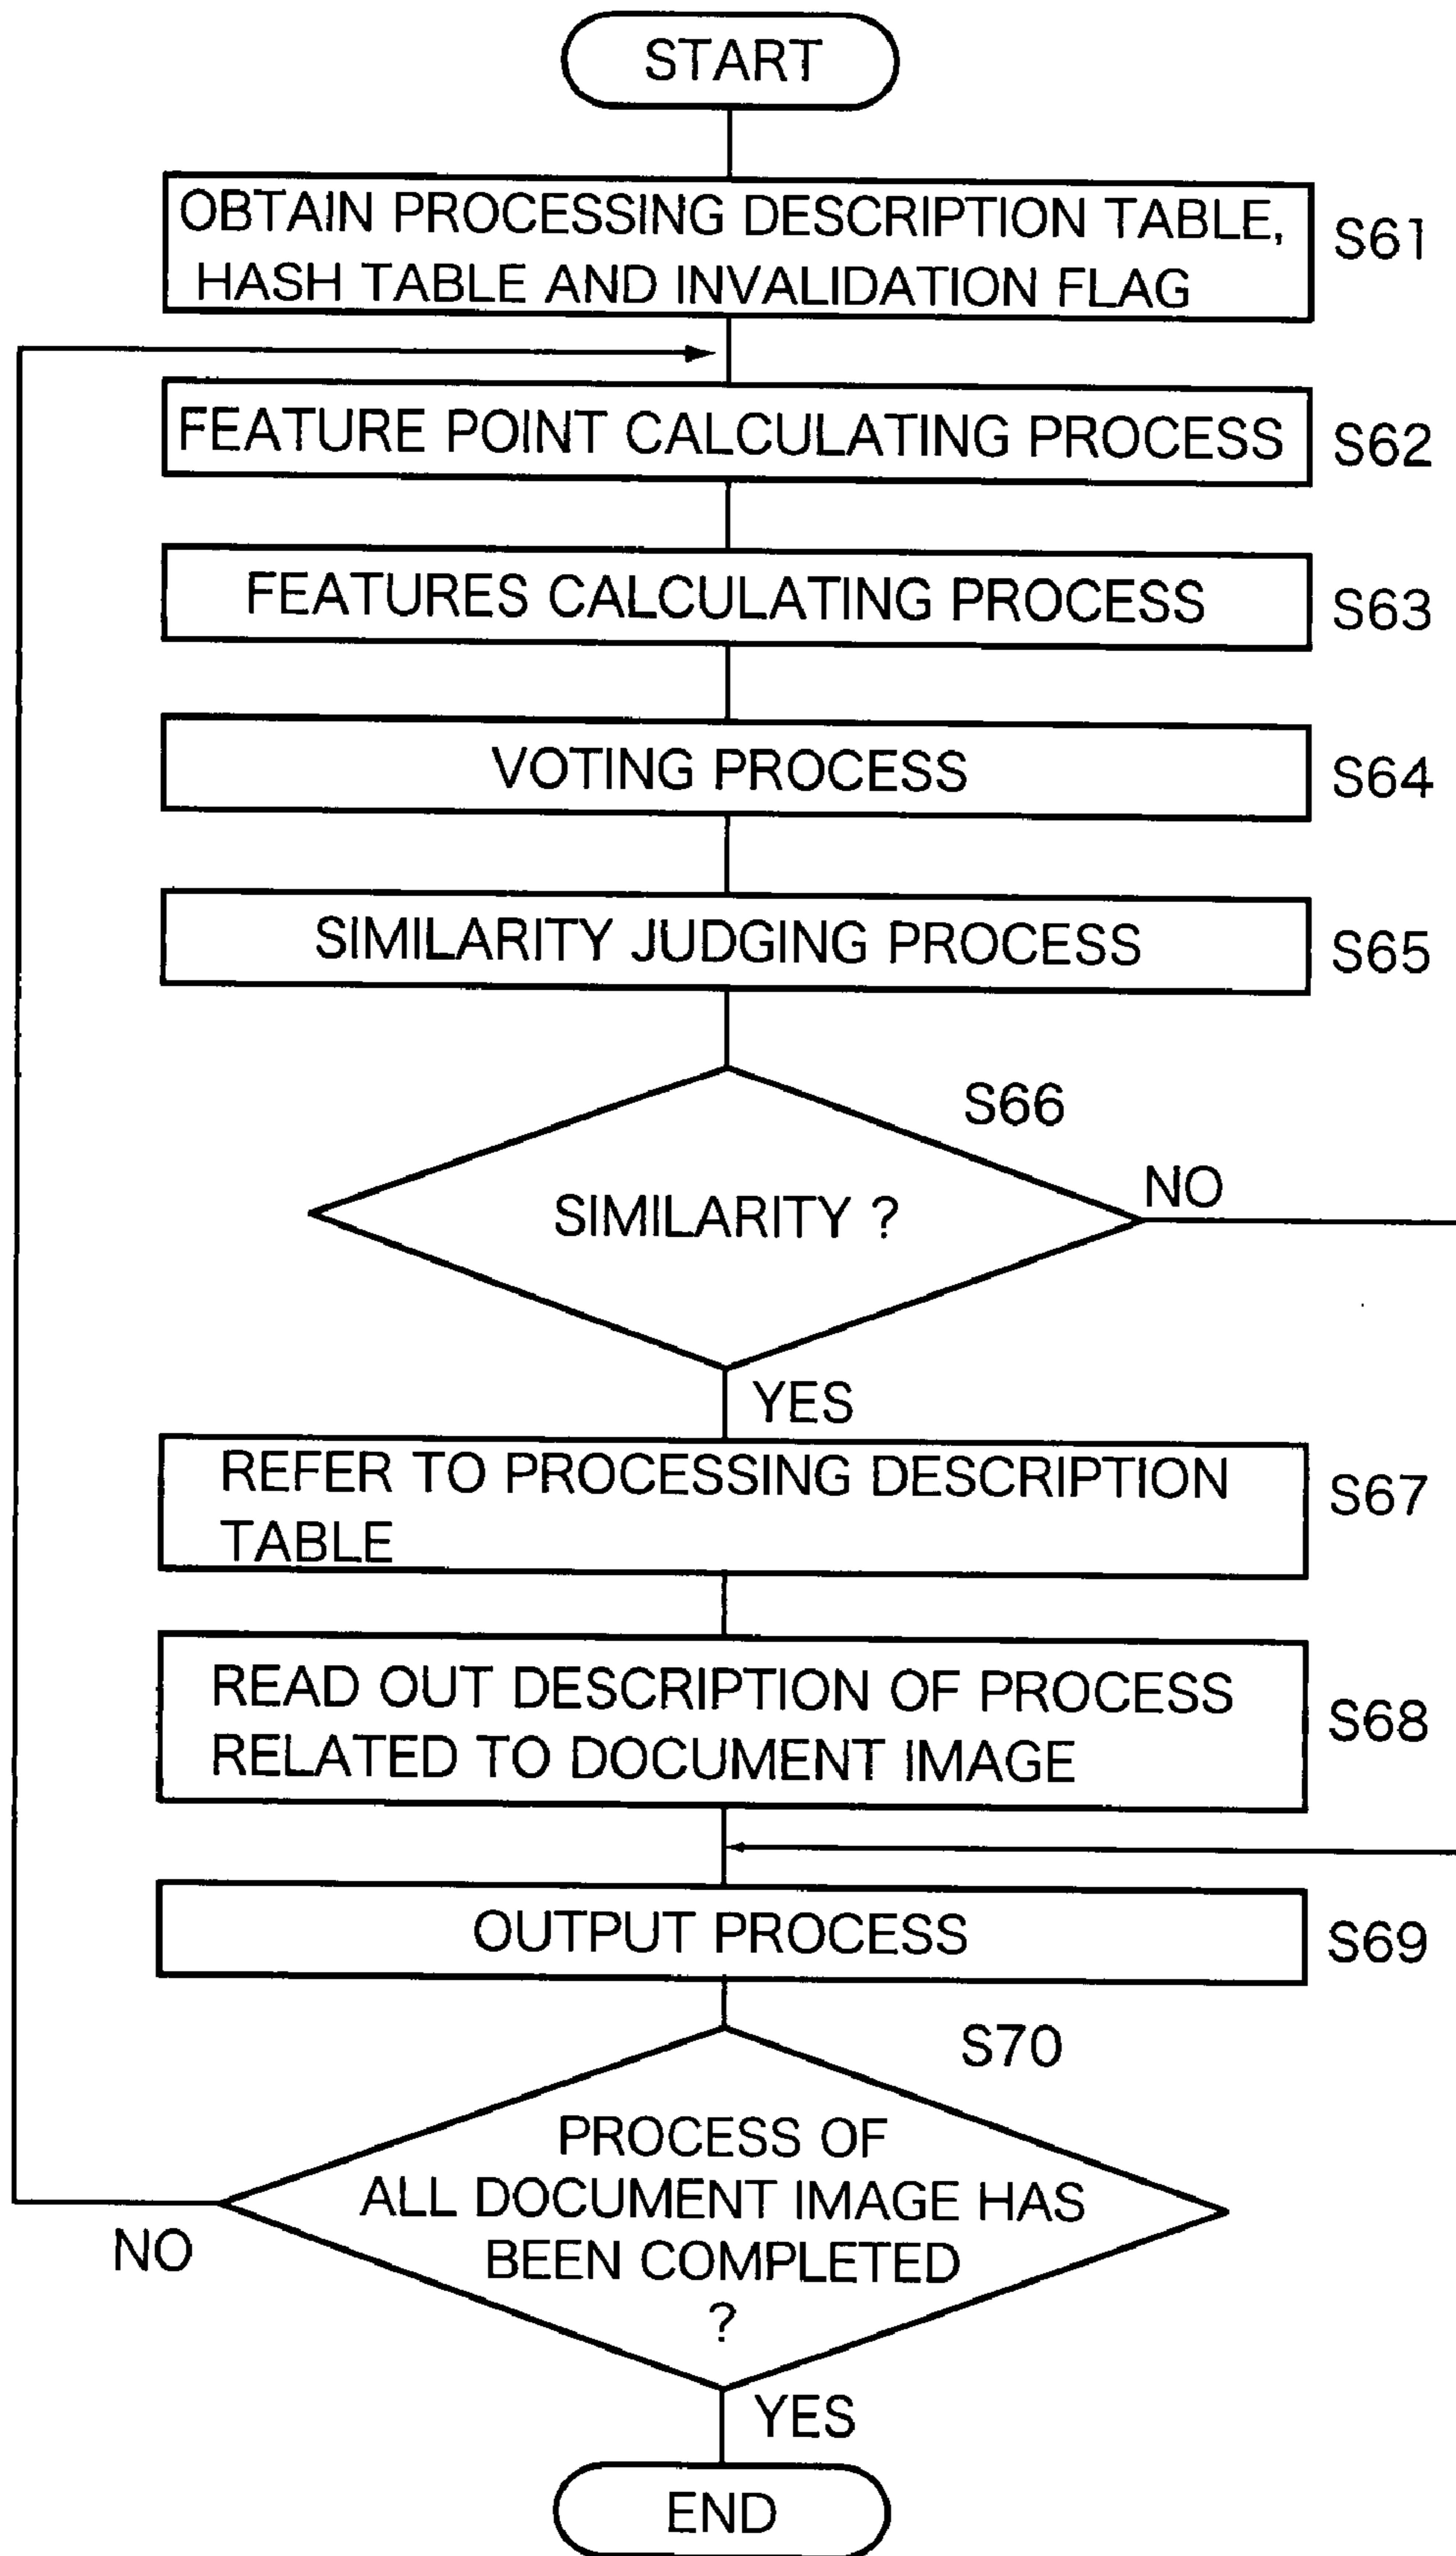 START
OBTAIN PROCESSING DESCRIPTION TABLE,
HASH TABLE AND INVALIDATION FLAG
S61
FEATURE POINT CALCULATING PROCESS
S62
FEATURES CALCULATING PROCESS
S63
VOTING PROCESS
S64
SIMILARITY JUDGING PROCESS
S65
S66
SIMILARITY ?
NO
YES
REFER TO PROCESSING DESCRIPTION
TABLE
S67
READ OUT DESCRIPTION OF PROCESS
RELATED TO DOCUMENT IMAGE
S68
OUTPUT PROCESS
S69
S70
PROCESS OF
ALL DOCUMENT IMAGE HAS
BEEN COMPLETED
?
NO
YES
END